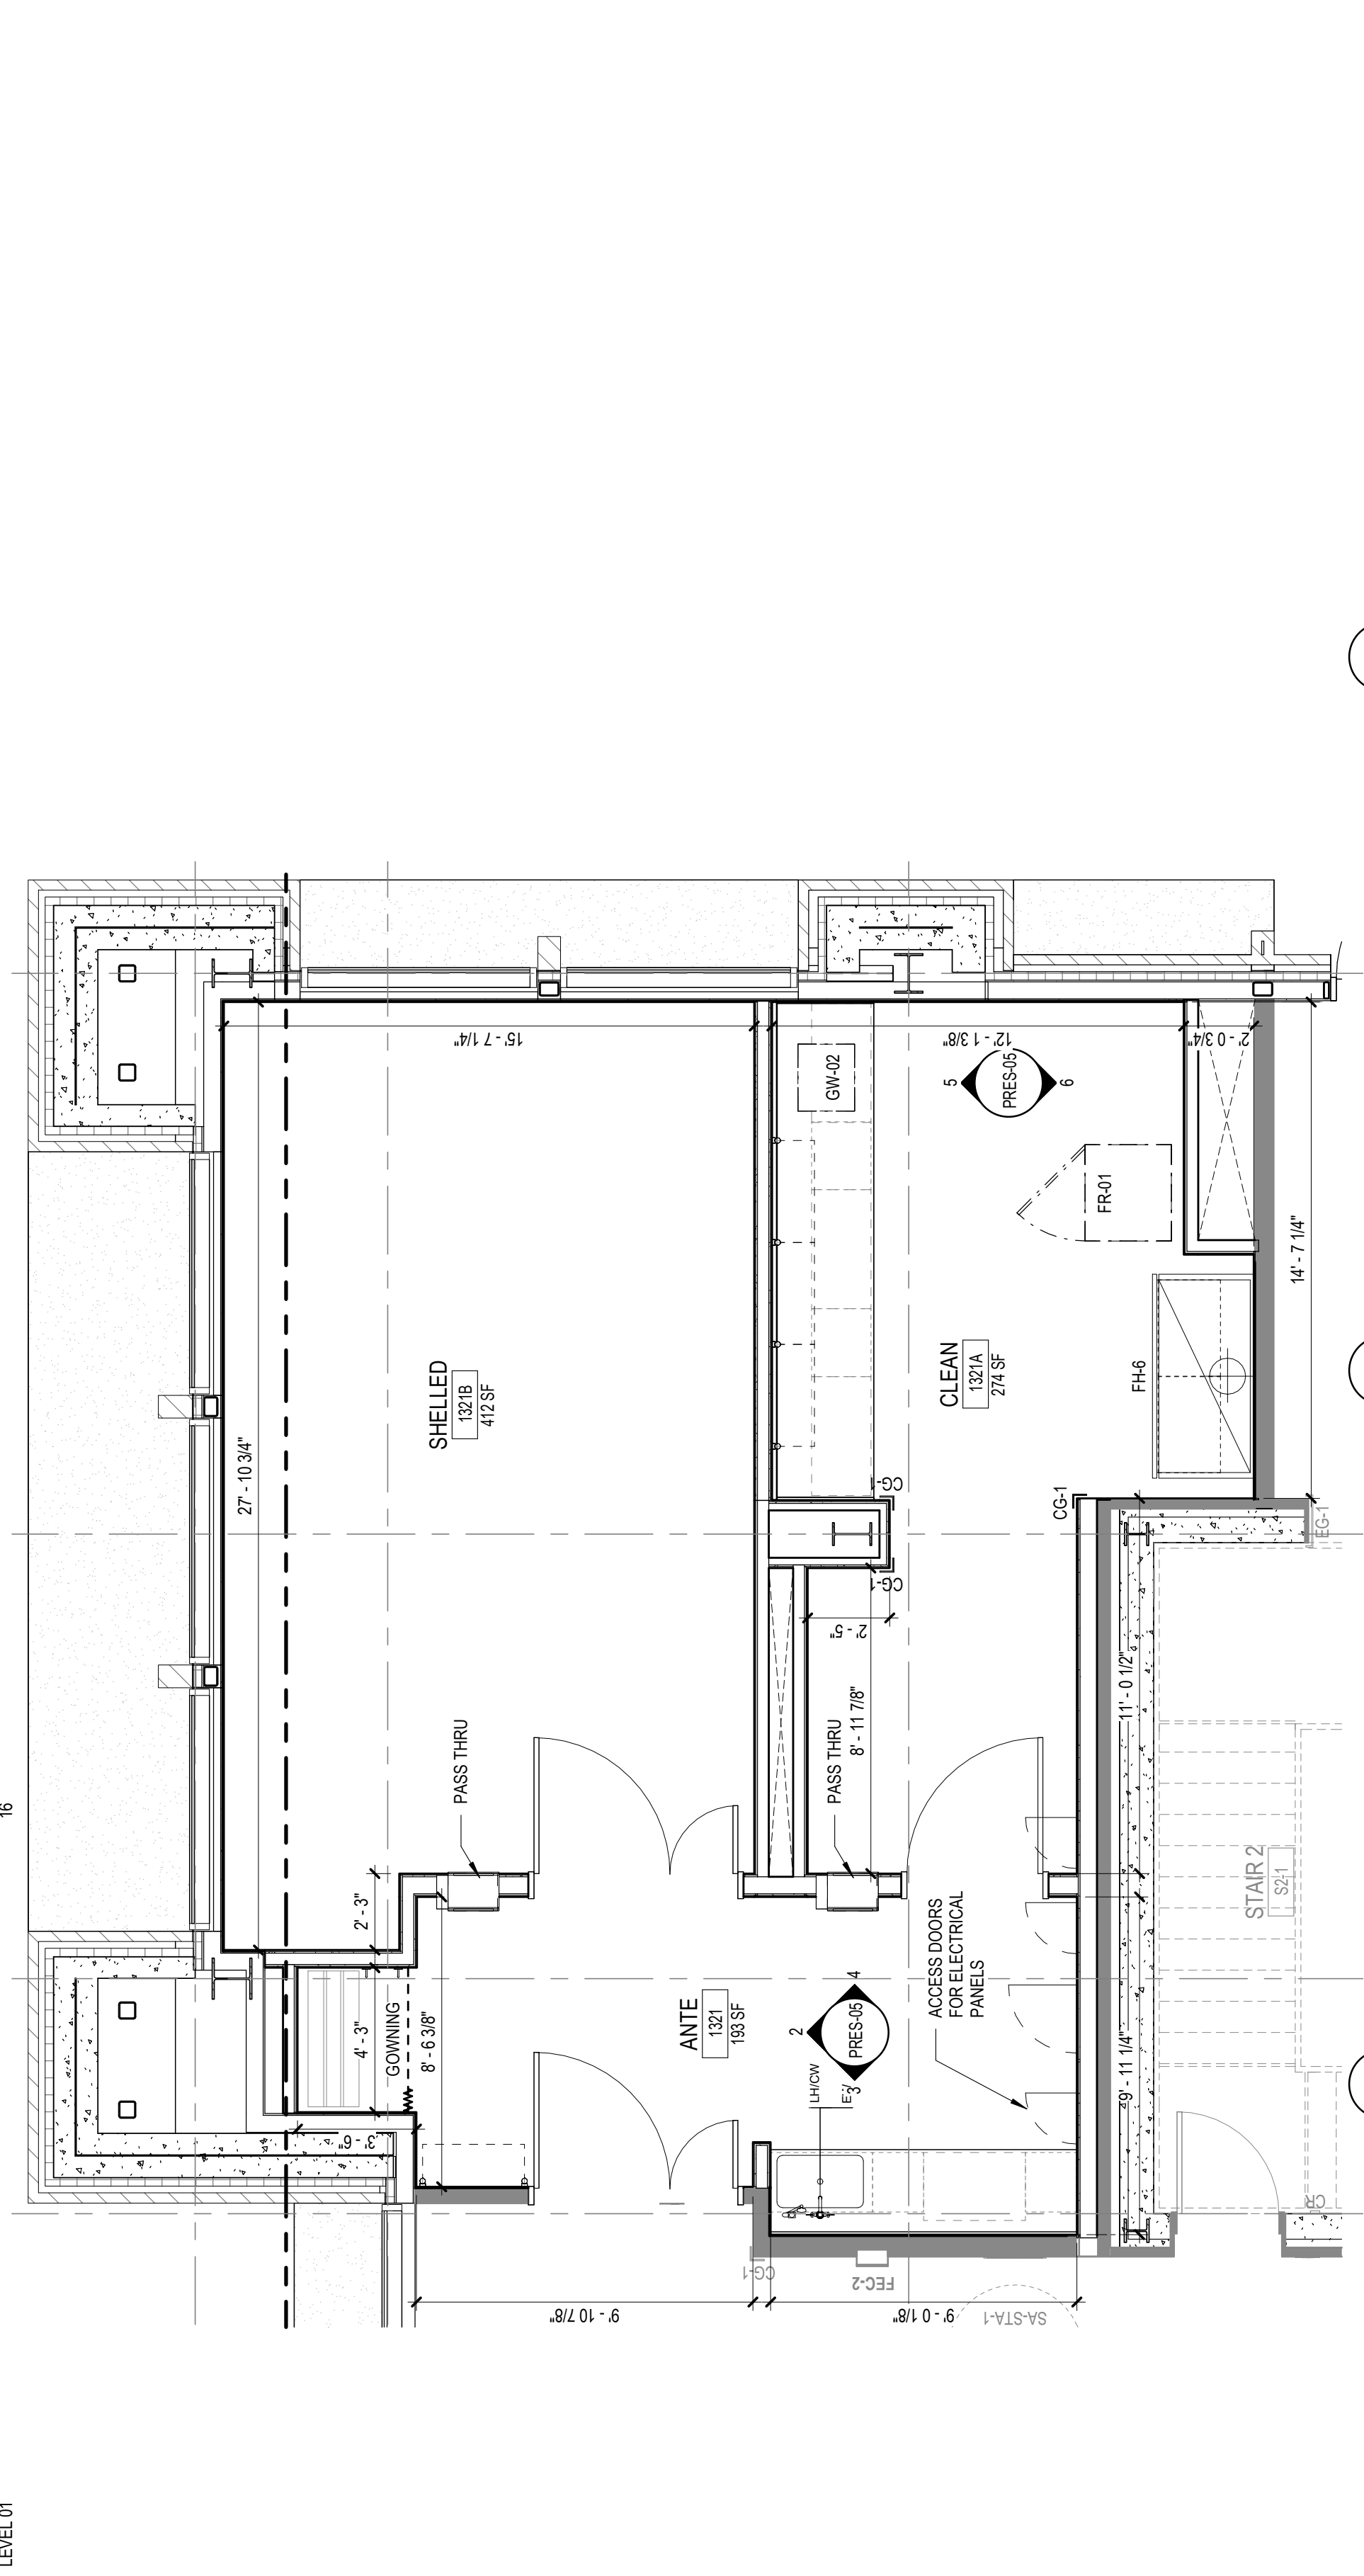 15' - 7 1/4"
12' - 1 3/8"
2' - 0 3/4"
GW-02
5
PRES-05
6
FR-01
14' - 7 1/4"
27' - 10 3/4"
SHELLED
1321B
412 SF
CLEAN
1321A
274 SF
FH-6
CG-1
CG-1
CG-1
EG-1
2' - 5"
8' - 11 7/8"
11' - 0 1/2"
PASS THRU
PASS THRU
16
STAIR 2
S2-1
2' - 3"
ACCESS DOORS
FOR ELECTRICAL
PANELS
4' - 3"
GOWNING
8' - 6 3/8"
ANTE
1321
193 SF
2
PRES-05
4
3
LH/CW
9' - 11 1/4"
3' - 6"
CR
CG-1
FEC-2
9' - 10 7/8"
9' - 0 1/8"
SA-STA-1
LEVEL 01